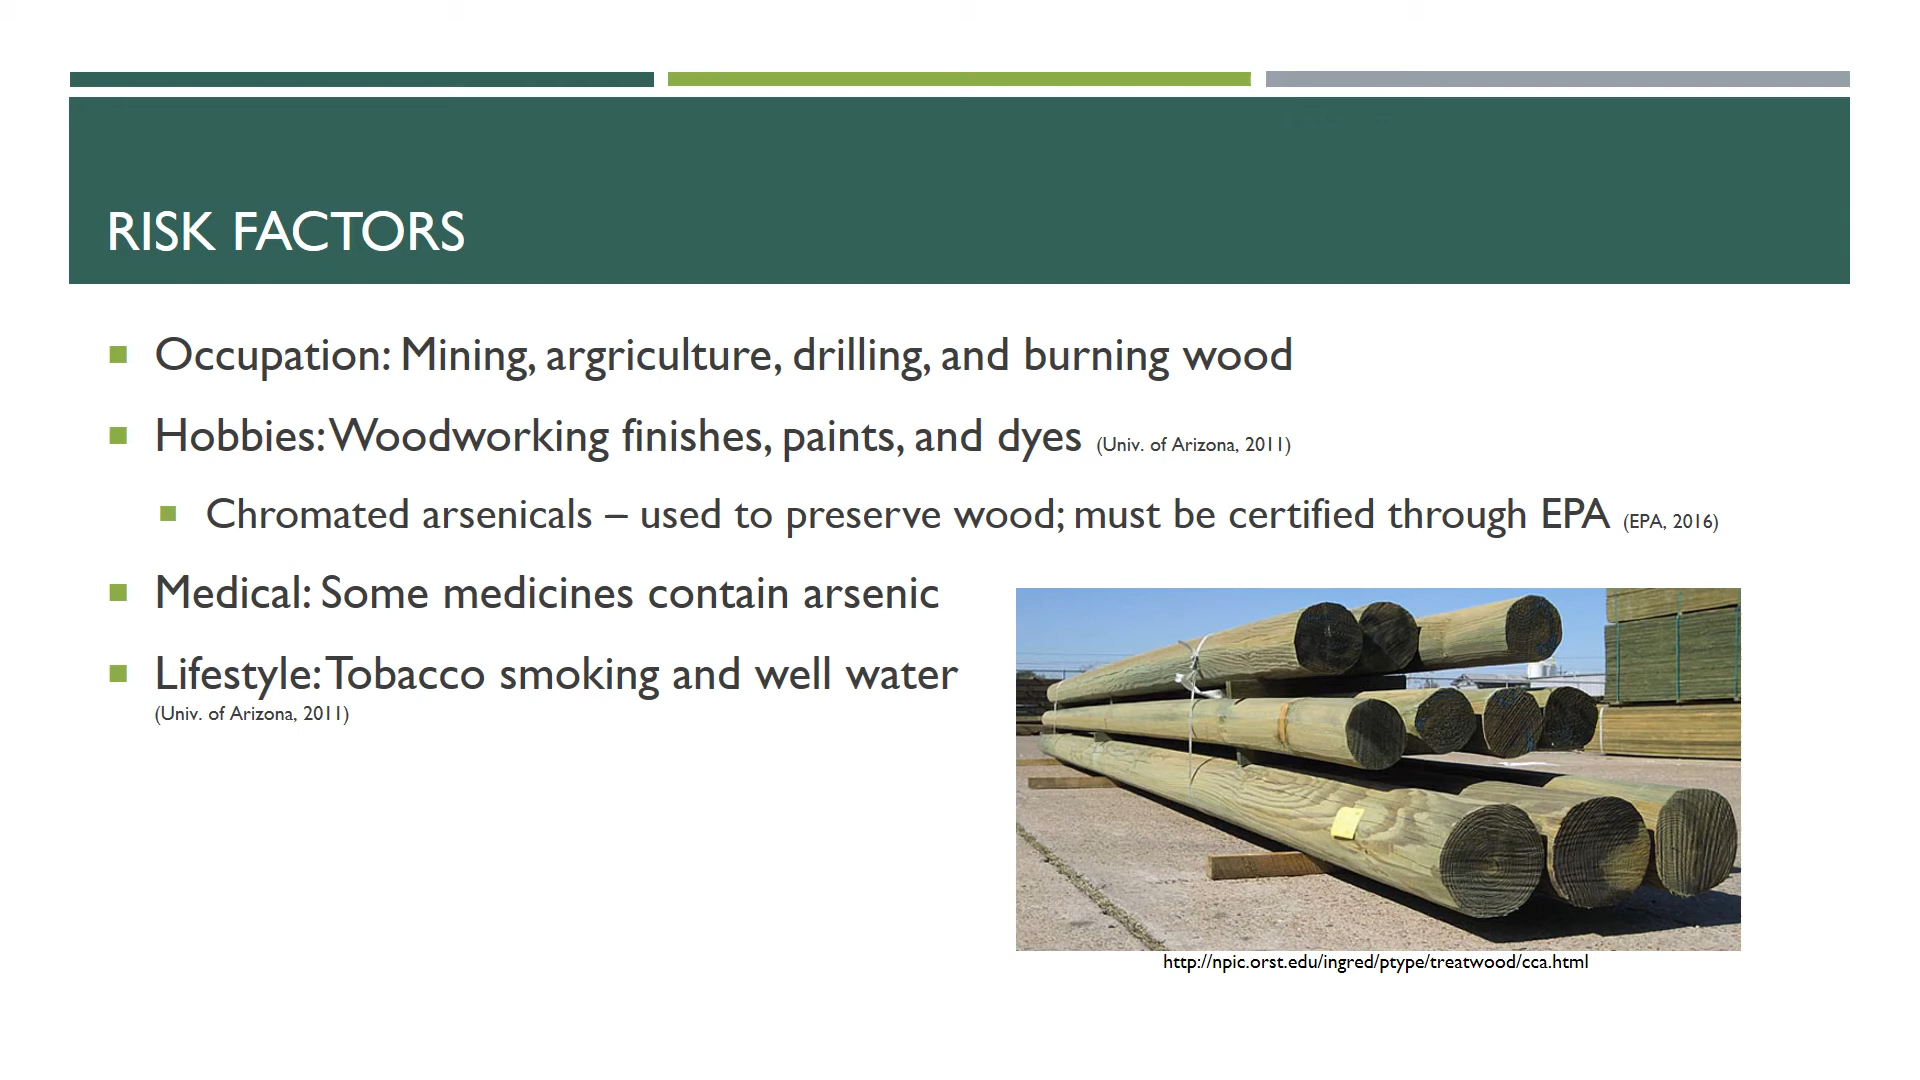 RISK FACTORS
Occupation: Mining, argriculture, drilling, and burning wood
Hobbies: Woodworking finishes, paints, and dyes (Univ. of Arizona, 2011)
Chromated arsenicals – used to preserve wood; must be certified through EPA (EPA, 2016)
Medical: Some medicines contain arsenic
Lifestyle: Tobacco smoking and well water
(Univ. of Arizona, 2011)
http://npic.orst.edu/ingred/ptype/treatwood/cca.html